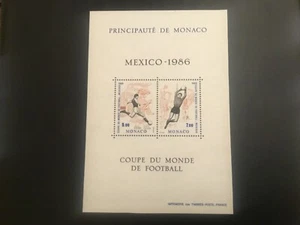 PRINCIPAUTÉ DE MONACO
MEXICO · 1986
MONACO
MONACO
COUPE DU MONDE
DE FOOTBALL